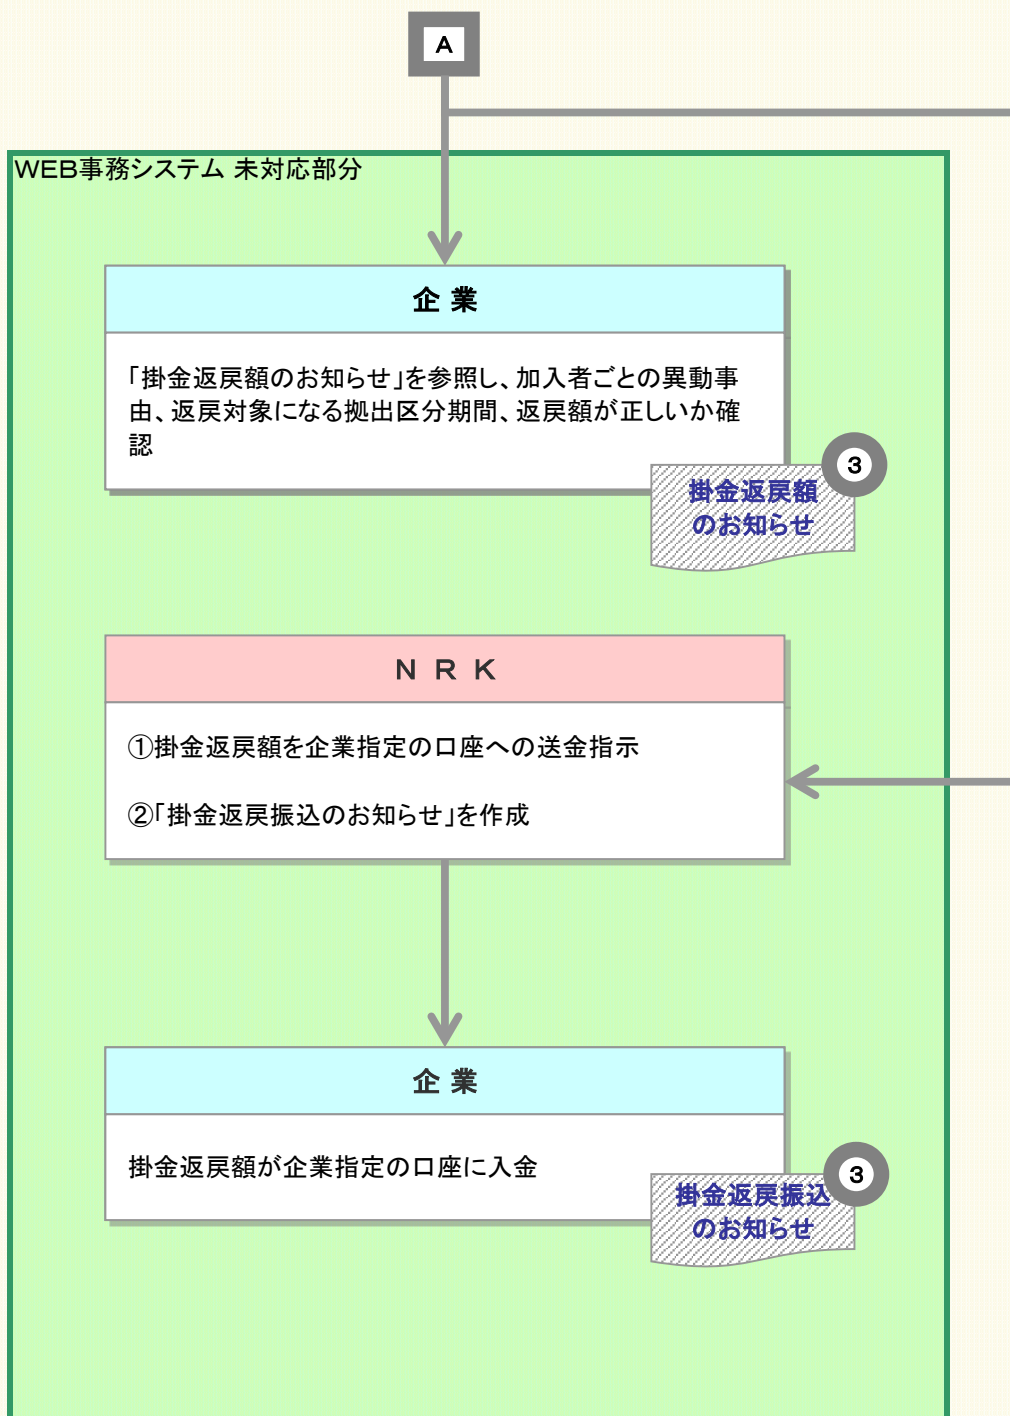 A
WEB事務システム 未対応部分
企 業
「掛金返戻額のお知らせ」を参照し、加入者ごとの異動事
由、返戻対象になる拠出区分期間、返戻額が正しいか確
認
3
掛金返戻額
のお知らせ
N R K
①掛金返戻額を企業指定の口座への送金指示
②「掛金返戻振込のお知らせ」を作成
企 業
掛金返戻額が企業指定の口座に入金
3
掛金返戻振込
のお知らせ